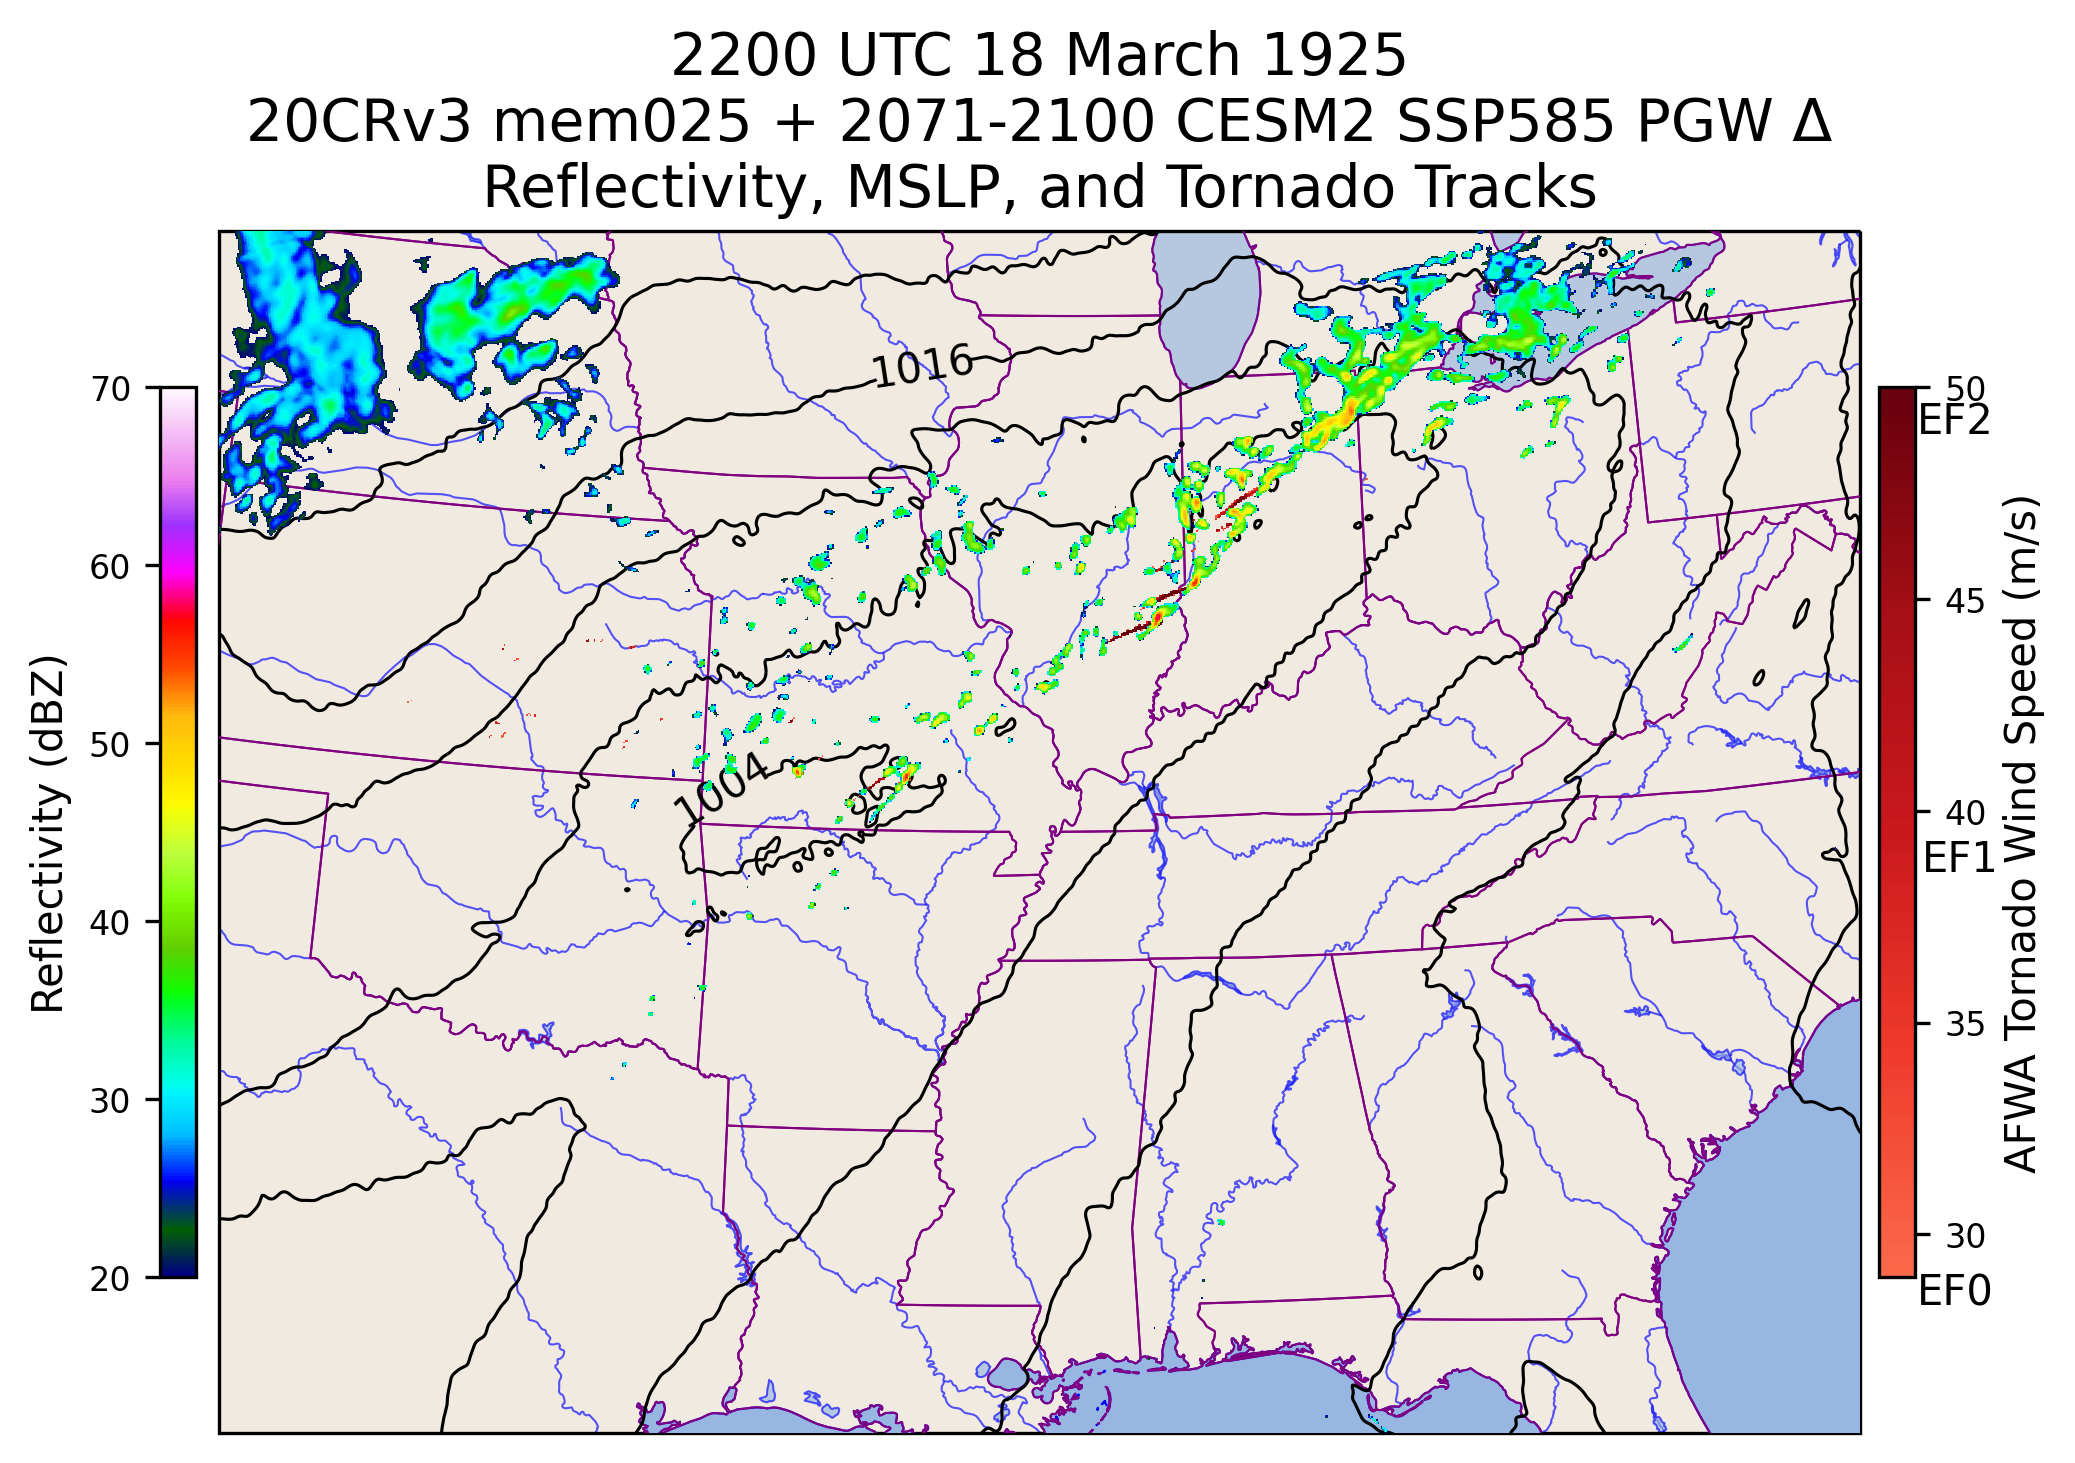 2200 UTC 18 March 1925
20CRv3 mem025 + 2071-2100 CESM2 SSP585 PGW Δ
Reflectivity, MSLP, and Tornado Tracks
1016
1004
70
60
50
40
30
20
Reflectivity (dBZ)
50
EF2
45
40
EF1
35
30
EF0
AFWA Tornado Wind Speed (m/s)